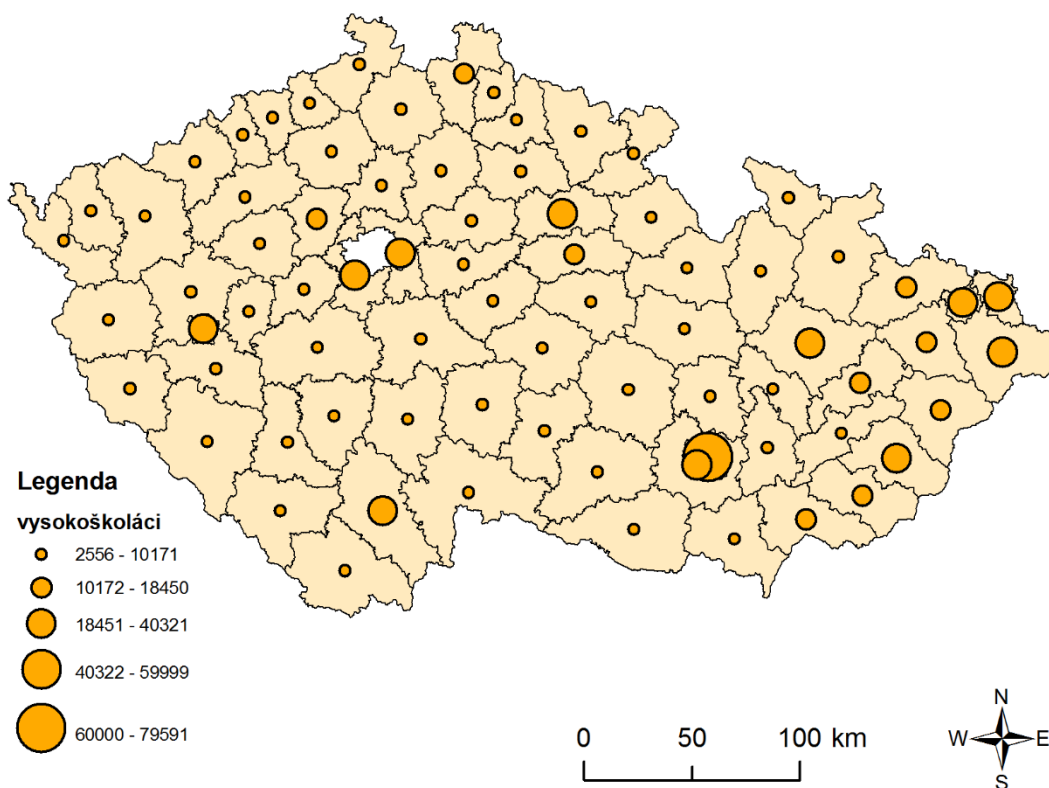 Legenda
vysokoškoláci
2556 - 10171
10172 - 18450
18451 - 40321
40322 - 59999
60000 - 79591
0 50 100 km
N
W E
S